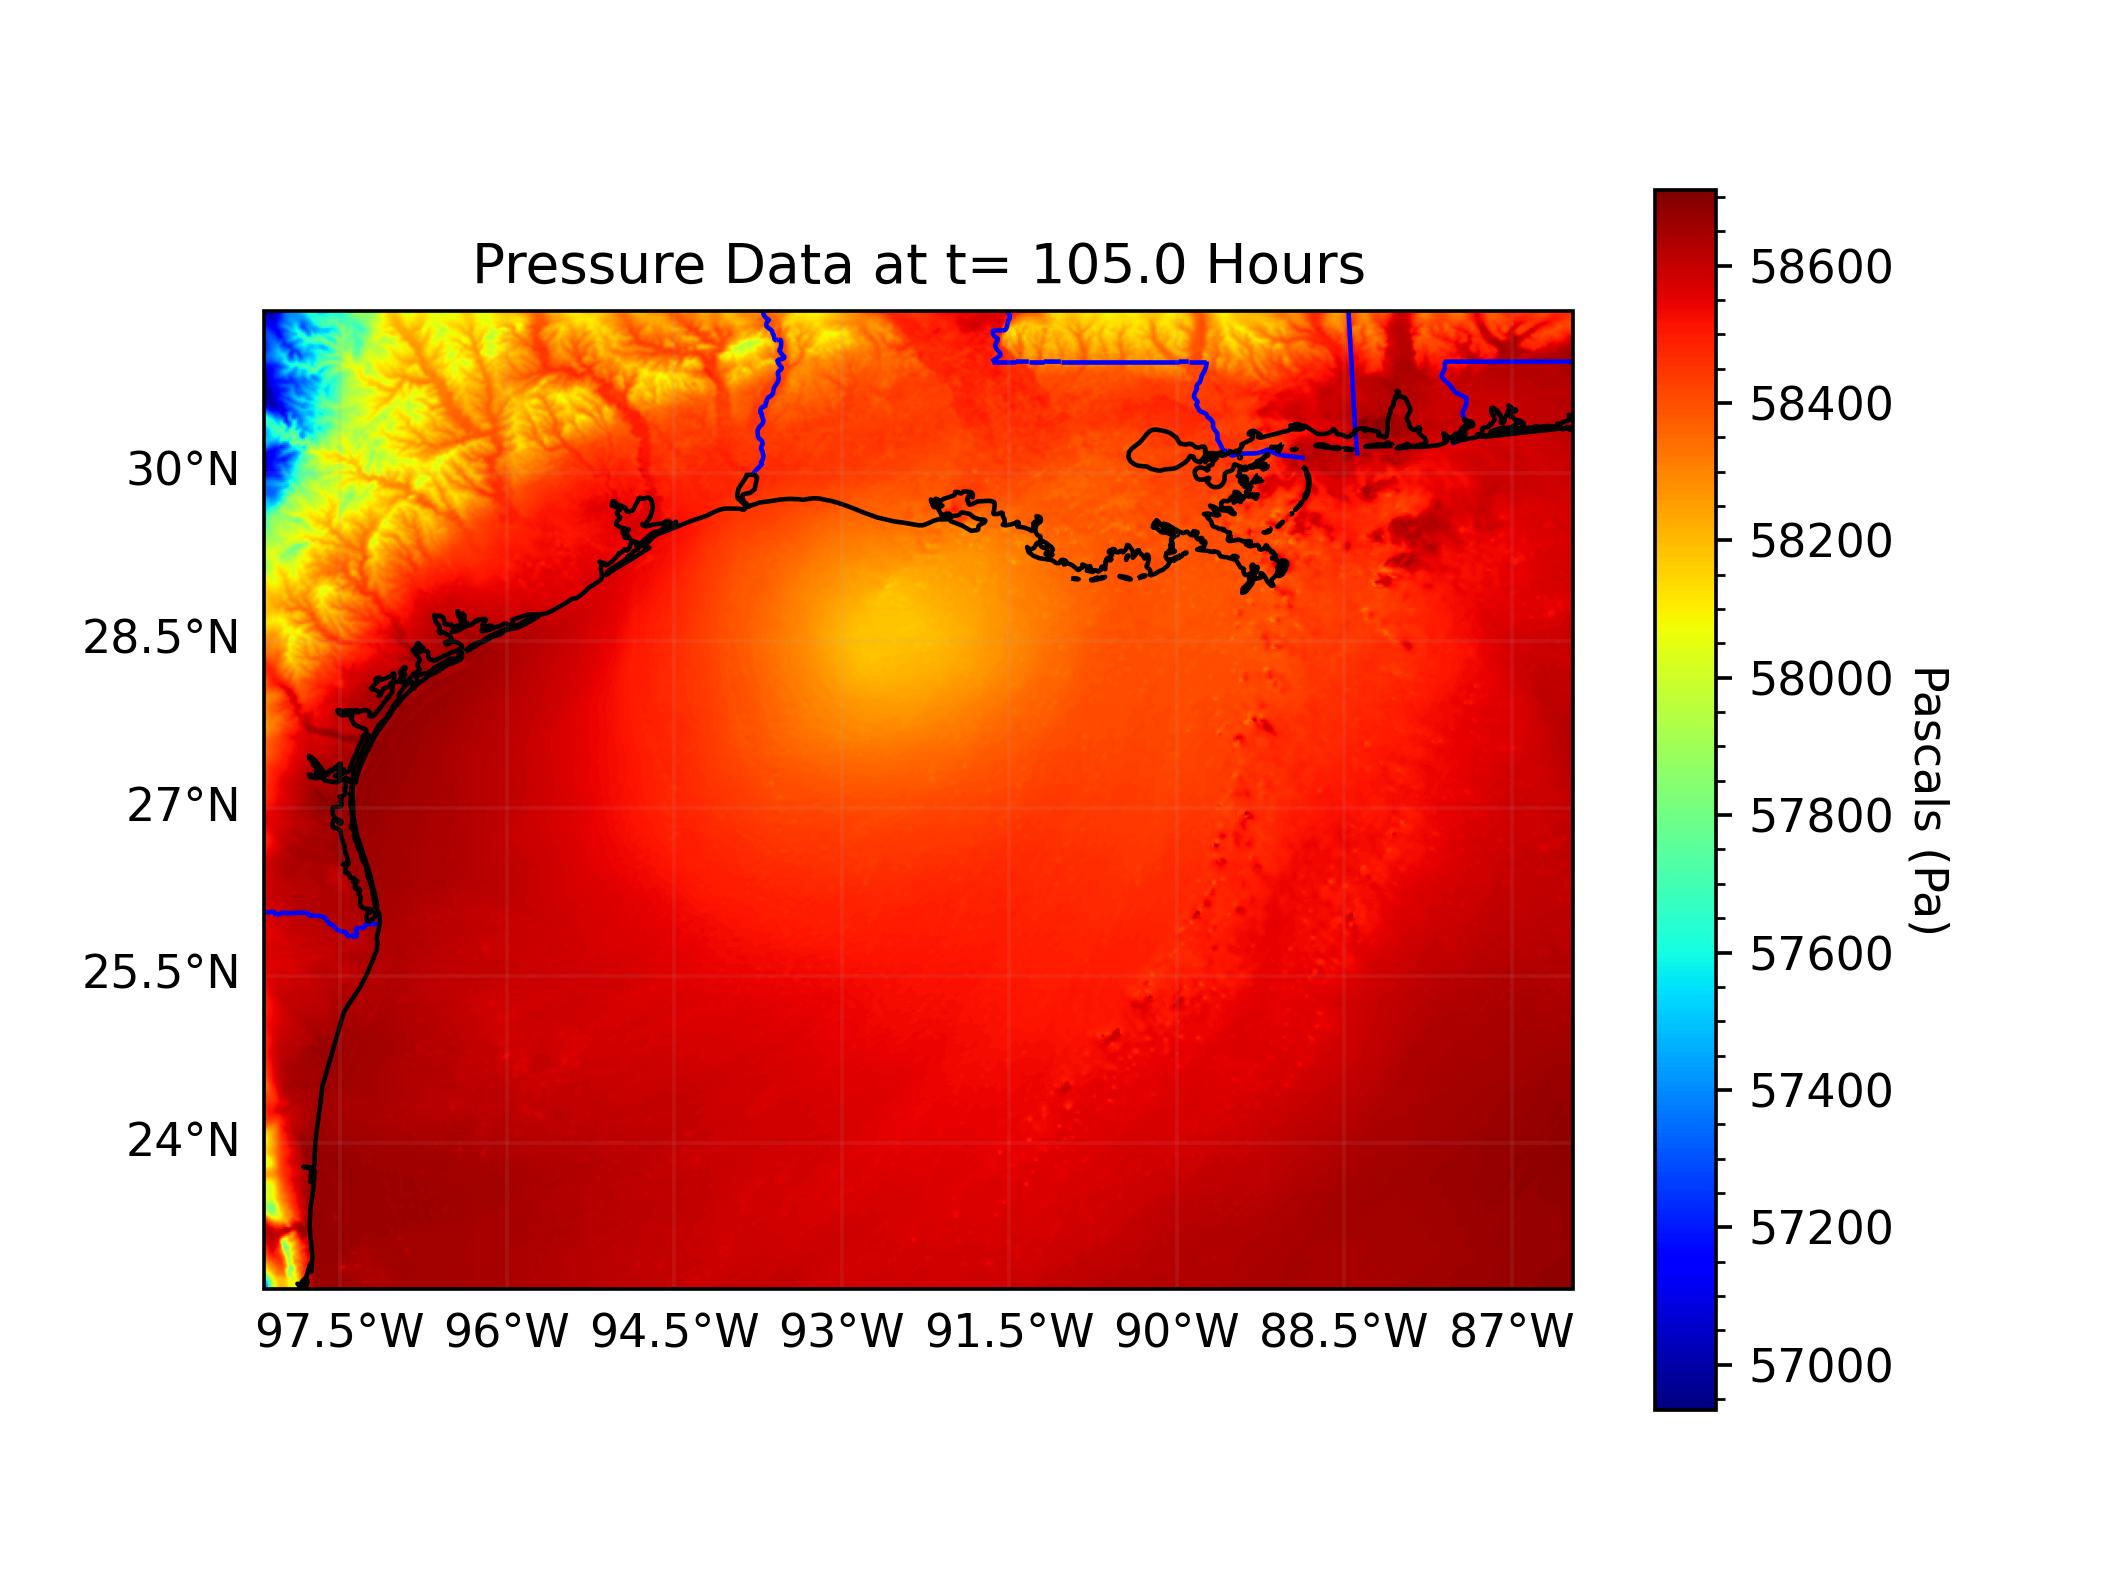 Pressure Data at t= 105.0 Hours
30°N
28.5°N
27°N
25.5°N
24°N
97.5°W 96°W 94.5°W 93°W 91.5°W 90°W 88.5°W 87°W
58600
58400
58200
58000
57800
57600
57400
57200
57000
Pascals (Pa)